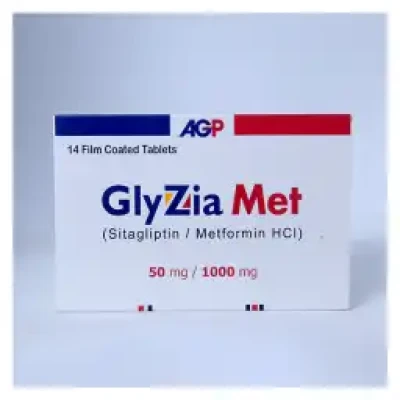 AGP
14 Film Coated Tablets
GlyZia Met
(Sitagliptin / Metformin HCl)
50 mg / 1000 mg